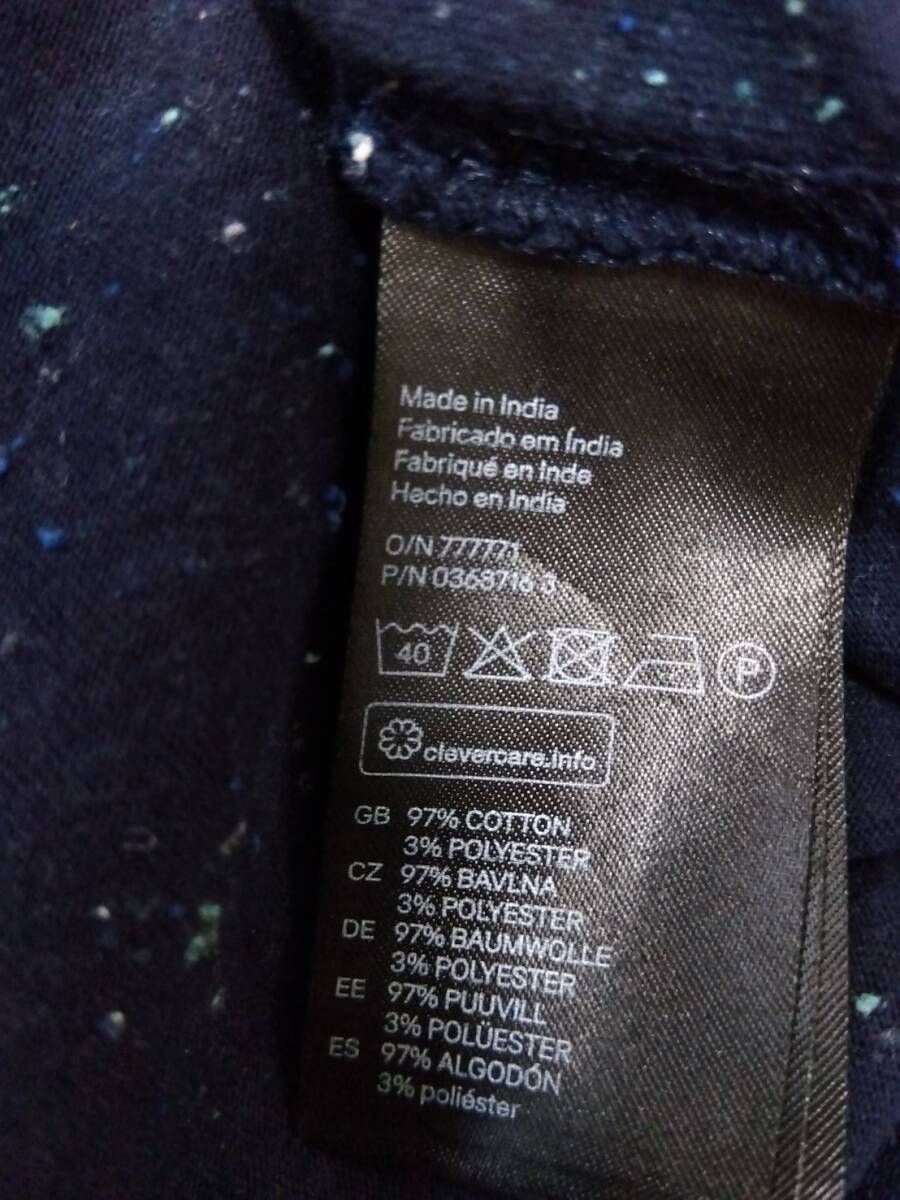 Made in India
Fabricado em Índia
Fabriqué en Inde
Hecho en India
O/N 777771
P/N 0368716 3
40 P
clevercare.info
GB 97% COTTON
3% POLYESTER
CZ 97% BAVLNA
3% POLYESTER
DE 97% BAUMWOLLE
3% POLYESTER
EE 97% PUUVILL
3% POLÜESTER
ES 97% ALGODÓN
3% poliéster